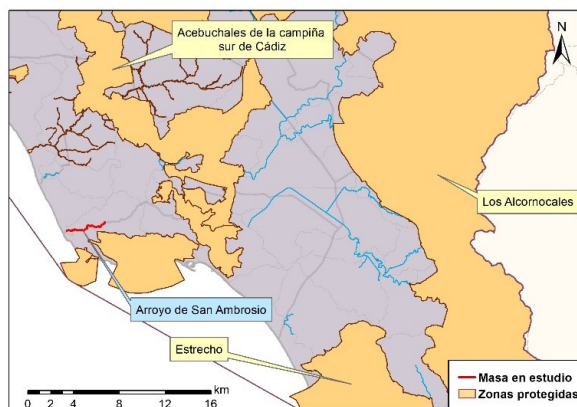 Acebuchales de la campiña
sur de Cádiz
N
Los Alcornocales
Arroyo de San Ambrosio
Estrecho
km
0 2 4 8 12 16
Masa en estudio
Zonas protegidas